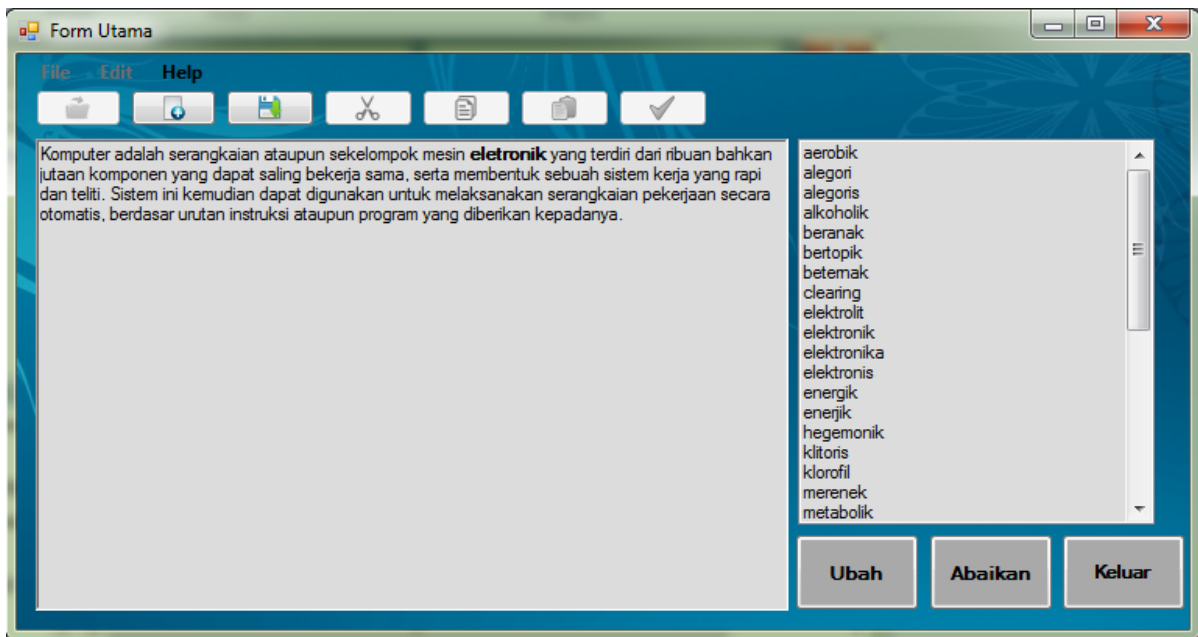 Form Utama
File Edit Help
Komputer adalah serangkaian ataupun sekelompok mesin eletronik yang terdiri dari ribuan bahkan
jutaan komponen yang dapat saling bekerja sama, serta membentuk sebuah sistem kerja yang rapi
dan teliti. Sistem ini kemudian dapat digunakan untuk melaksanakan serangkaian pekerjaan secara
otomatis, berdasar urutan instruksi ataupun program yang diberikan kepadanya.
aerobik
alegori
alegoris
alkoholik
beranak
bertopik
beternak
clearing
elektrolit
elektronik
elektronika
elektronis
energik
enerjik
hegemonik
klitoris
klorofil
merenek
metabolik
Ubah Abaikan Keluar